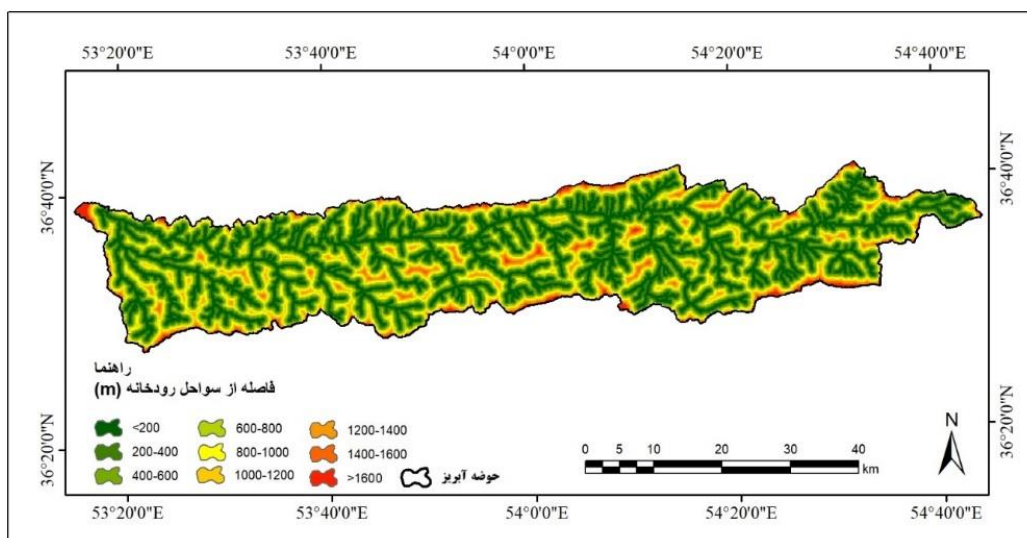 53°20'0"E 53°40'0"E 54°0'0"E 54°20'0"E 54°40'0"E
36°40'0"N 36°40'0"N
36°20'0"N 36°20'0"N
راهنما
فاصله از سواحل رودخانه (m)
<200 600-800 1200-1400
200-400 800-1000 1400-1600
400-600 1000-1200 >1600 حوضه آبریز
N
0 5 10 20 30 40
km
53°20'0"E 53°40'0"E 54°0'0"E 54°20'0"E 54°40'0"E